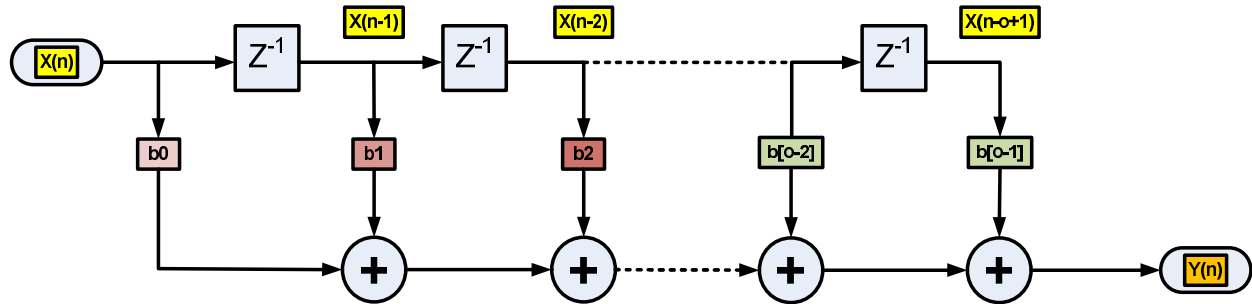 X(n-1)
X(n-2)
X(n-o+1)
X(n)
Z⁻¹
Z⁻¹
Z⁻¹
b0
b1
b2
b[o-2]
b[o-1]
+
+
+
+
Y(n)